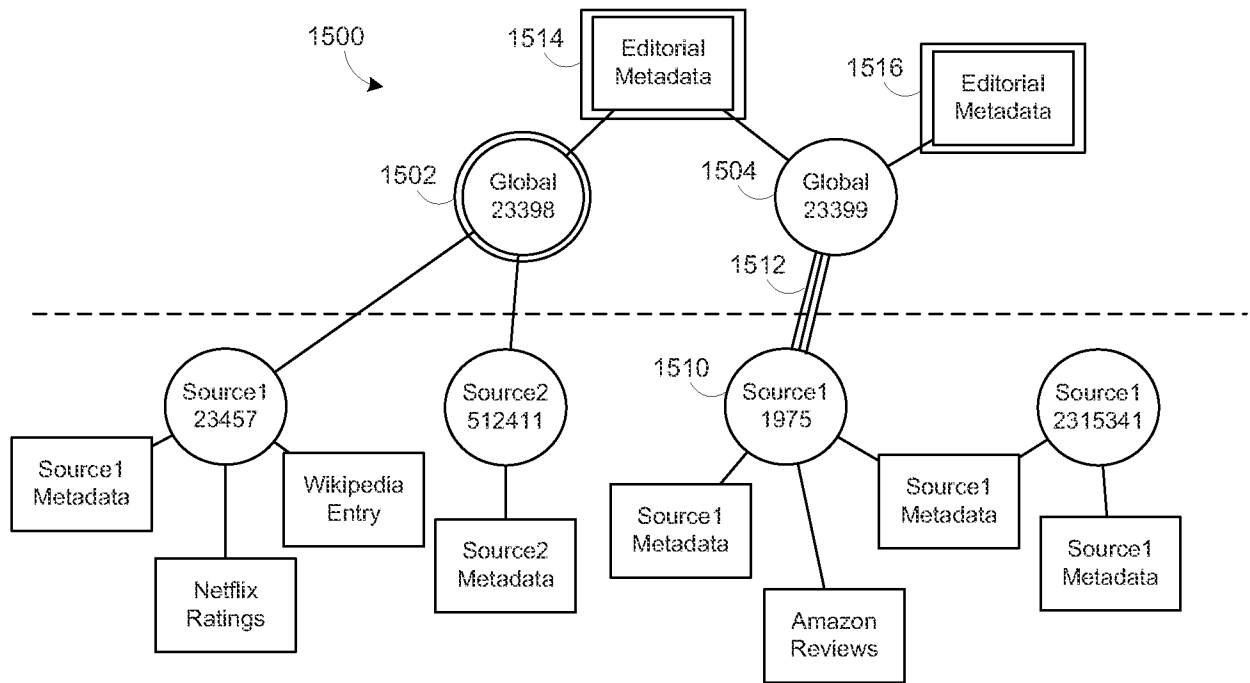 1500
1514
Editorial
Metadata
1516
Editorial
Metadata
1502
Global
23398
1504
Global
23399
1512
Source1
23457
Source2
512411
1510
Source1
1975
Source1
2315341
Source1
Metadata
Wikipedia
Entry
Netflix
Ratings
Source2
Metadata
Source1
Metadata
Amazon
Reviews
Source1
Metadata
Source1
Metadata